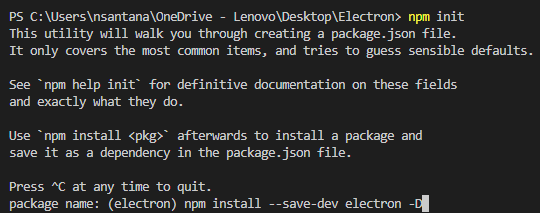 PS C:\Users\nsantana\OneDrive - Lenovo\Desktop\Electron> npm init
This utility will walk you through creating a package.json file.
It only covers the most common items, and tries to guess sensible defaults.
See `npm help init` for definitive documentation on these fields
and exactly what they do.
Use `npm install <pkg>` afterwards to install a package and
save it as a dependency in the package.json file.
Press ^C at any time to quit.
package name: (electron) npm install --save-dev electron -D